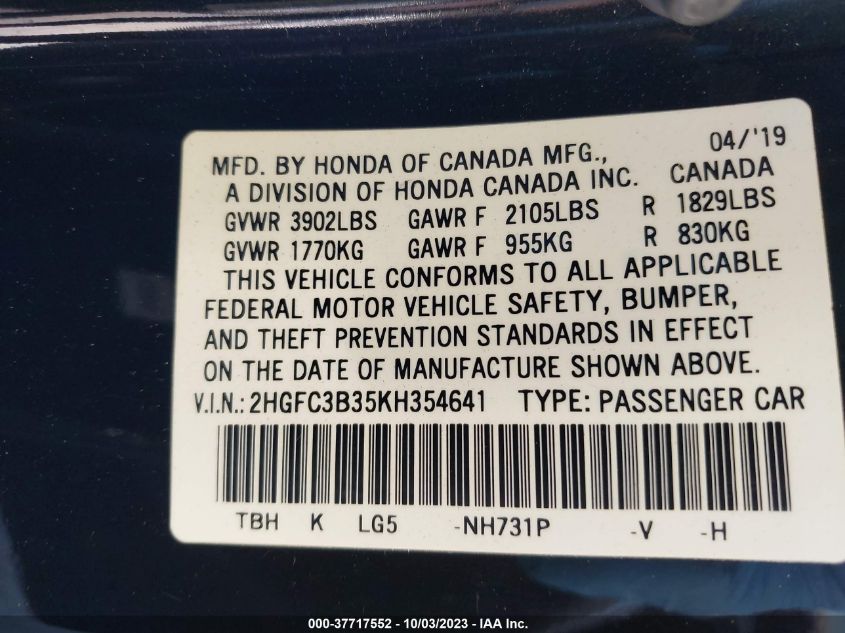 04/'19
MFD. BY HONDA OF CANADA MFG.,
A DIVISION OF HONDA CANADA INC. CANADA
GVWR 3902LBS GAWR F 2105LBS R 1829LBS
GVWR 1770KG GAWR F 955KG R 830KG
THIS VEHICLE CONFORMS TO ALL APPLICABLE
FEDERAL MOTOR VEHICLE SAFETY, BUMPER,
AND THEFT PREVENTION STANDARDS IN EFFECT
ON THE DATE OF MANUFACTURE SHOWN ABOVE.
V.I.N.: 2HGFC3B35KH354641 TYPE: PASSENGER CAR
TBH K LG5 -NH731P -V -H
000-37717552 - 10/03/2023 - IAA Inc.